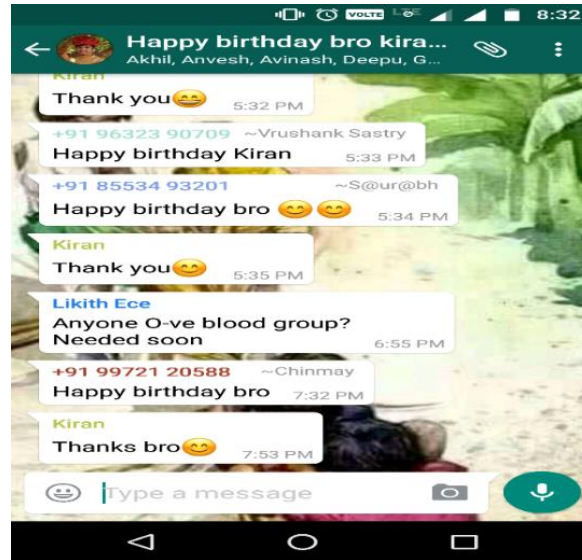 VOLTE LTE 8:32
Happy birthday bro kira...
Akhil, Anvesh, Avinash, Deepu, G...
Kiran
Thank you😄 5:32 PM
+91 96323 90709 ~Vrushank Sastry
Happy birthday Kiran 5:33 PM
+91 85534 93201 ~S@ur@bh
Happy birthday bro 😊 😊 5:34 PM
Kiran
Thank you😊 5:35 PM
Likith Ece
Anyone O-ve blood group?
Needed soon 6:55 PM
+91 99721 20588 ~Chinmay
Happy birthday bro 7:32 PM
Kiran
Thanks bro😊 7:53 PM
Type a message